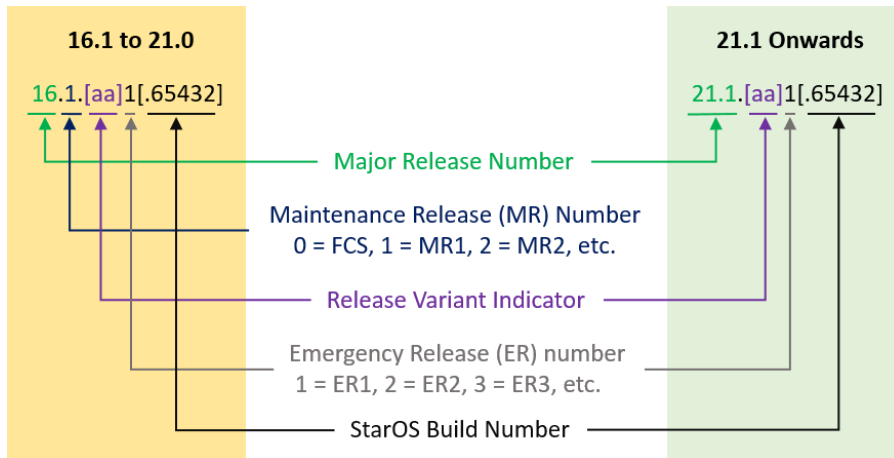 16.1 to 21.0
21.1 Onwards
16.1.[aa]1[.65432]
21.1.[aa]1[.65432]
Major Release Number
Maintenance Release (MR) Number
0 = FCS, 1 = MR1, 2 = MR2, etc.
Release Variant Indicator
Emergency Release (ER) number
1 = ER1, 2 = ER2, 3 = ER3, etc.
StarOS Build Number